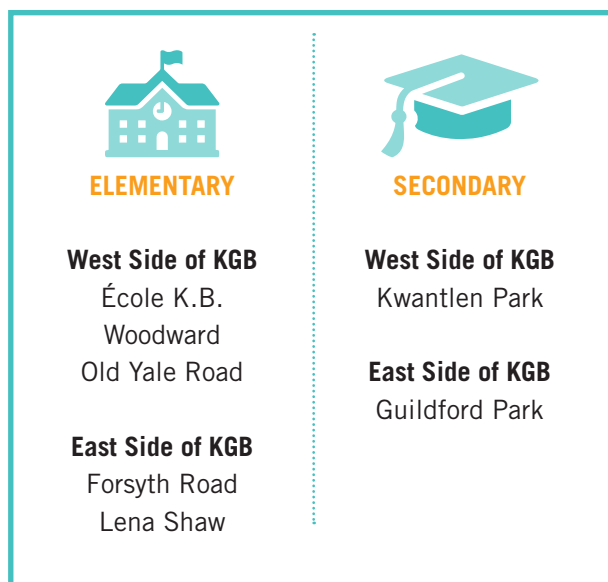 ELEMENTARY
West Side of KGB
École K.B.
Woodward
Old Yale Road
East Side of KGB
Forsyth Road
Lena Shaw
SECONDARY
West Side of KGB
Kwantlen Park
East Side of KGB
Guildford Park